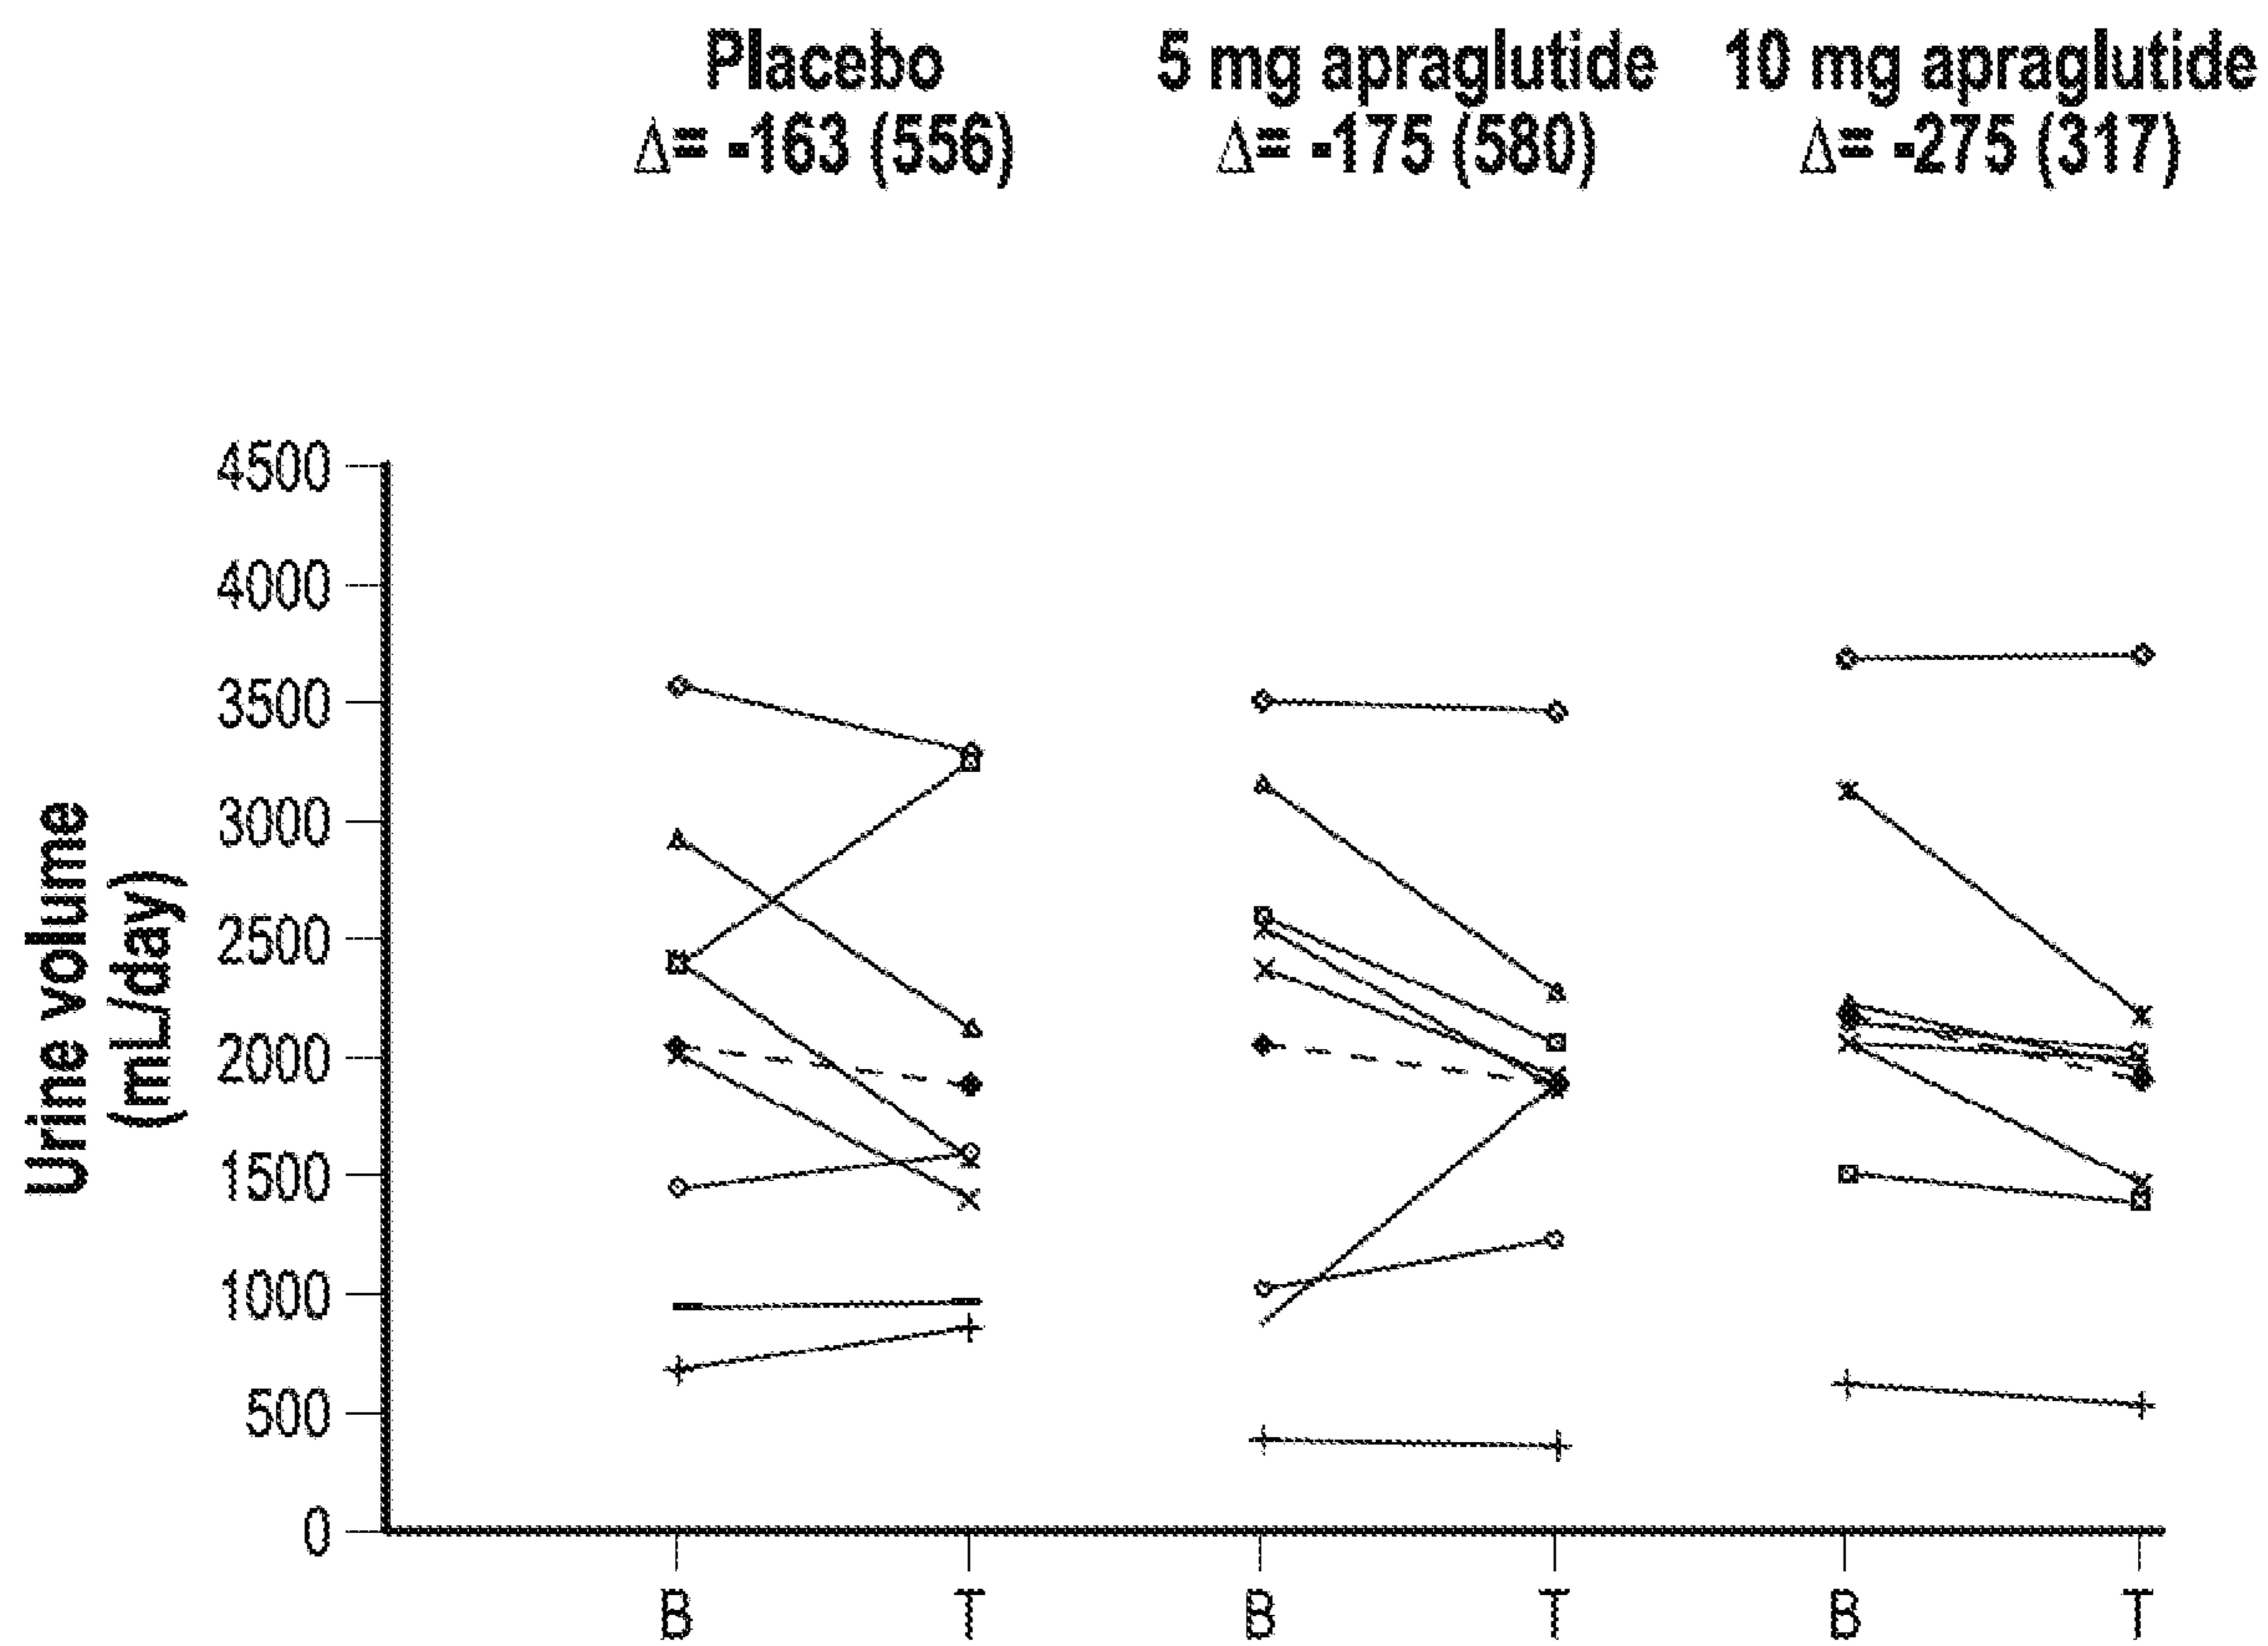 Placebo
Δ= -163 (556)
5 mg apraglutide
Δ= -175 (580)
10 mg apraglutide
Δ= -275 (317)
Urine volume
(mL/day)
4500
4000
3500
3000
2500
2000
1500
1000
500
0
B
T
B
T
B
T